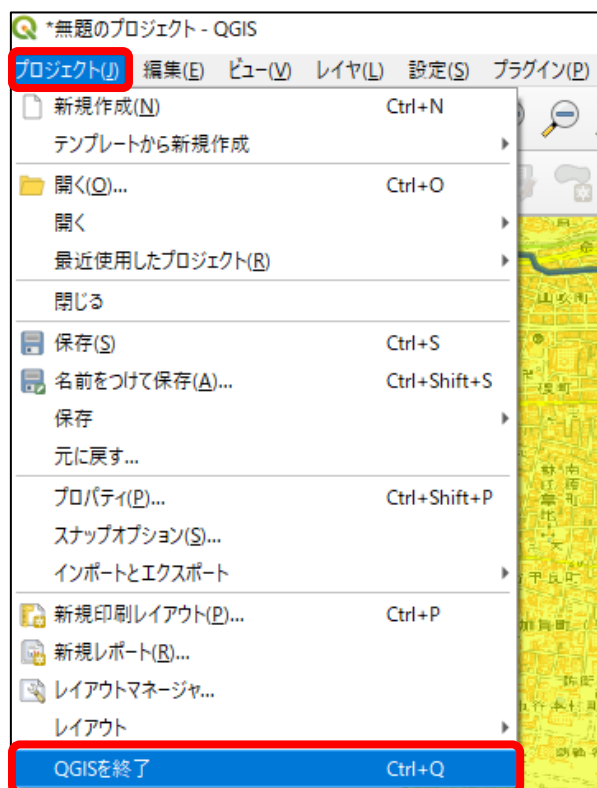 *無題のプロジェクト - QGIS
プロジェクト(J) 編集(E) ビュー(V) レイヤ(L) 設定(S) プラグイン(P)
新規作成(N) Ctrl+N
テンプレートから新規作成
開く(O)... Ctrl+O
開く
最近使用したプロジェクト(R)
閉じる
保存(S) Ctrl+S
名前をつけて保存(A)... Ctrl+Shift+S
保存
元に戻す...
プロパティ(P)... Ctrl+Shift+P
スナップオプション(S)...
インポートとエクスポート
新規印刷レイアウト(P)... Ctrl+P
新規レポート(R)...
レイアウトマネージャ...
レイアウト
QGISを終了 Ctrl+Q
山吹町